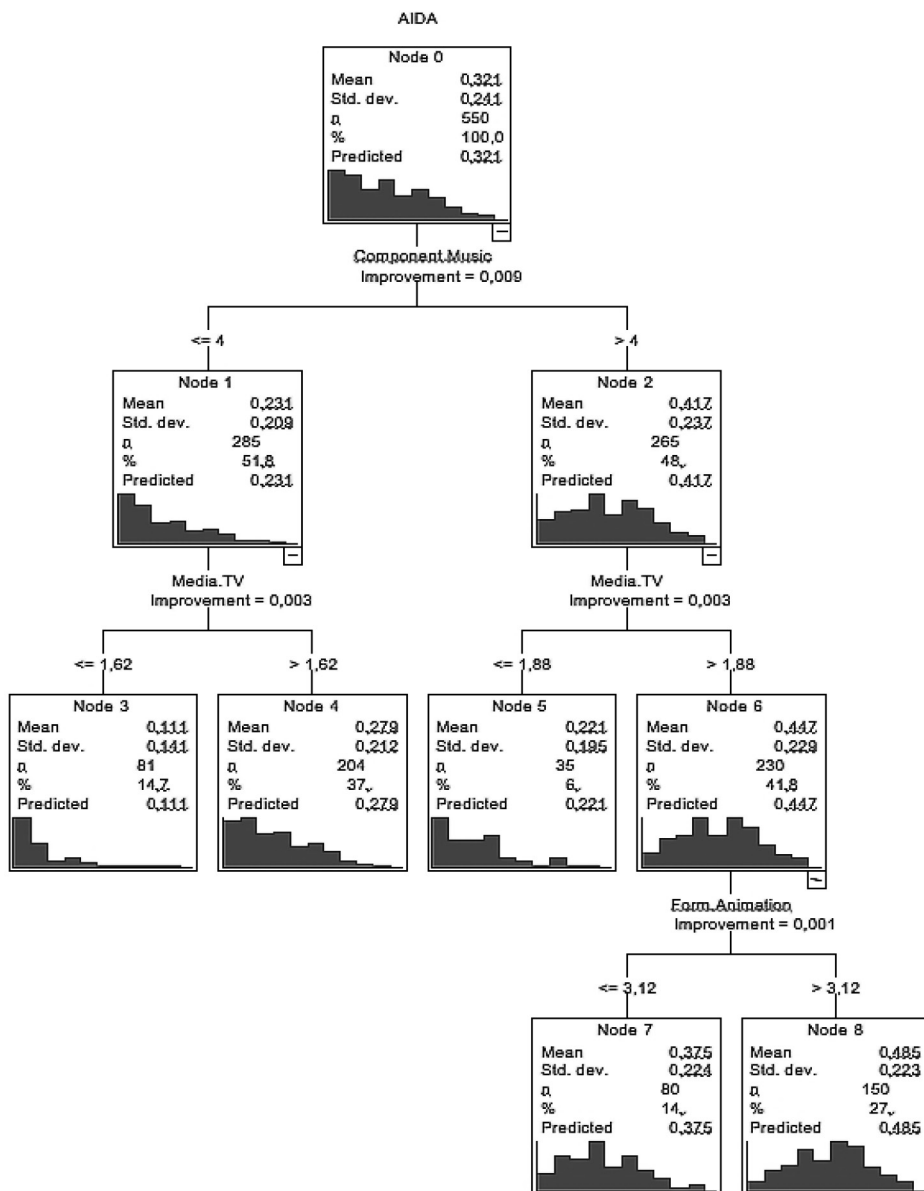 AIDA
Node 0
Mean 0,321
Std. dev. 0,241
n 550
% 100,0
Predicted 0,321
Component.Music
Improvement = 0,009
<= 4
> 4
Node 1
Mean 0,231
Std. dev. 0,209
n 285
% 51,8
Predicted 0,231
Node 2
Mean 0,417
Std. dev. 0,237
n 265
% 48,
Predicted 0,417
Media.TV
Improvement = 0,003
Media.TV
Improvement = 0,003
<= 1,62
> 1,62
<= 1,88
> 1,88
Node 3
Mean 0,111
Std. dev. 0,141
n 81
% 14,7
Predicted 0,111
Node 4
Mean 0,279
Std. dev. 0,212
n 204
% 37,
Predicted 0,279
Node 5
Mean 0,221
Std. dev. 0,195
n 35
% 6,
Predicted 0,221
Node 6
Mean 0,447
Std. dev. 0,229
n 230
% 41,8
Predicted 0,447
Form.Animation
Improvement = 0,001
<= 3,12
> 3,12
Node 7
Mean 0,375
Std. dev. 0,224
n 80
% 14,
Predicted 0,375
Node 8
Mean 0,485
Std. dev. 0,223
n 150
% 27,
Predicted 0,485